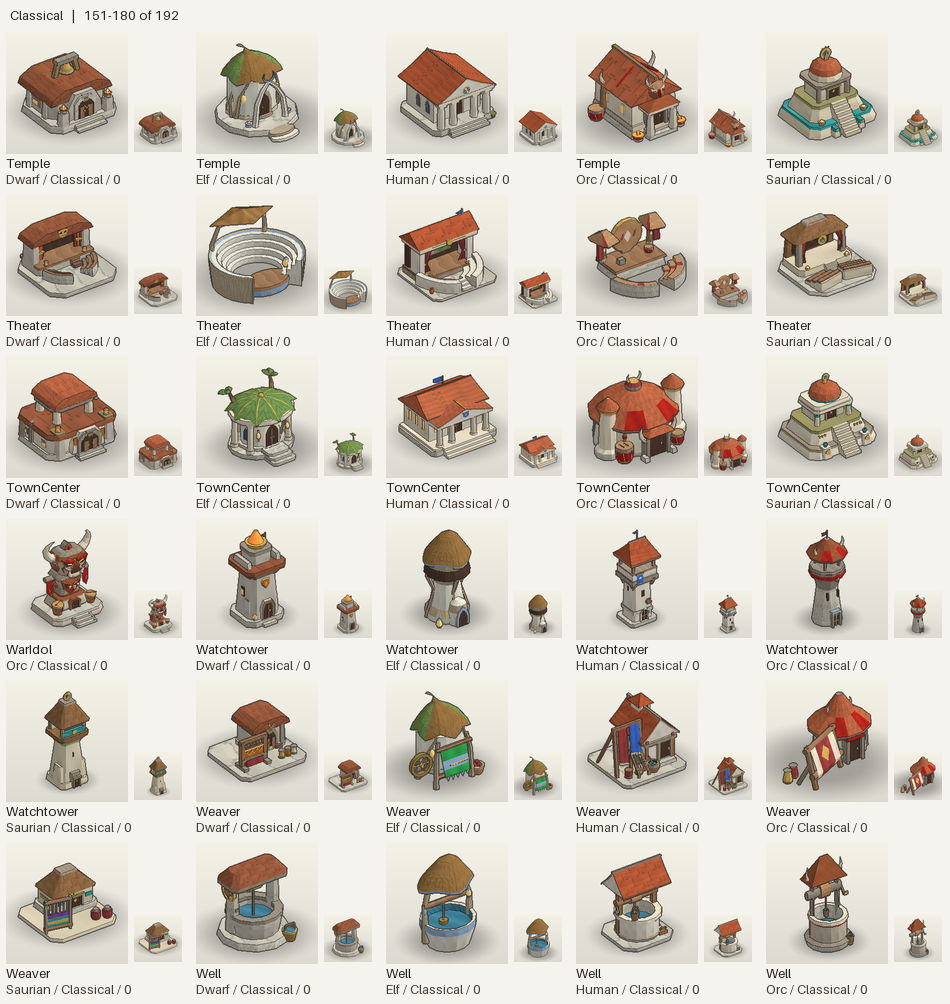 Classical | 151-180 of 192
Temple
Dwarf / Classical / 0
Temple
Elf / Classical / 0
Temple
Human / Classical / 0
Temple
Orc / Classical / 0
Temple
Saurian / Classical / 0
Theater
Dwarf / Classical / 0
Theater
Elf / Classical / 0
Theater
Human / Classical / 0
Theater
Orc / Classical / 0
Theater
Saurian / Classical / 0
TownCenter
Dwarf / Classical / 0
TownCenter
Elf / Classical / 0
TownCenter
Human / Classical / 0
TownCenter
Orc / Classical / 0
TownCenter
Saurian / Classical / 0
WarIdol
Orc / Classical / 0
Watchtower
Dwarf / Classical / 0
Watchtower
Elf / Classical / 0
Watchtower
Human / Classical / 0
Watchtower
Orc / Classical / 0
Watchtower
Saurian / Classical / 0
Weaver
Dwarf / Classical / 0
Weaver
Elf / Classical / 0
Weaver
Human / Classical / 0
Weaver
Orc / Classical / 0
Weaver
Saurian / Classical / 0
Well
Dwarf / Classical / 0
Well
Elf / Classical / 0
Well
Human / Classical / 0
Well
Orc / Classical / 0